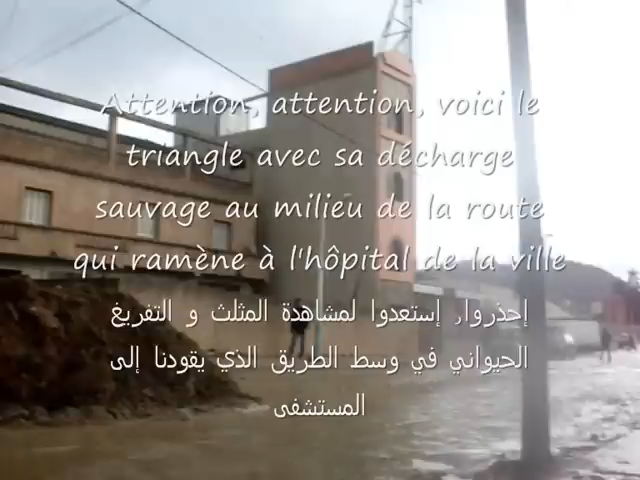 Attention, attention, voici le
triangle avec sa décharge
sauvage au milieu de la route
qui ramène à l'hôpital de la ville
إحذروا, إستعدوا لمشاهدة المثلث و التفريغ
الحيواني في وسط الطريق الذي يقودنا إلى
المستشفى